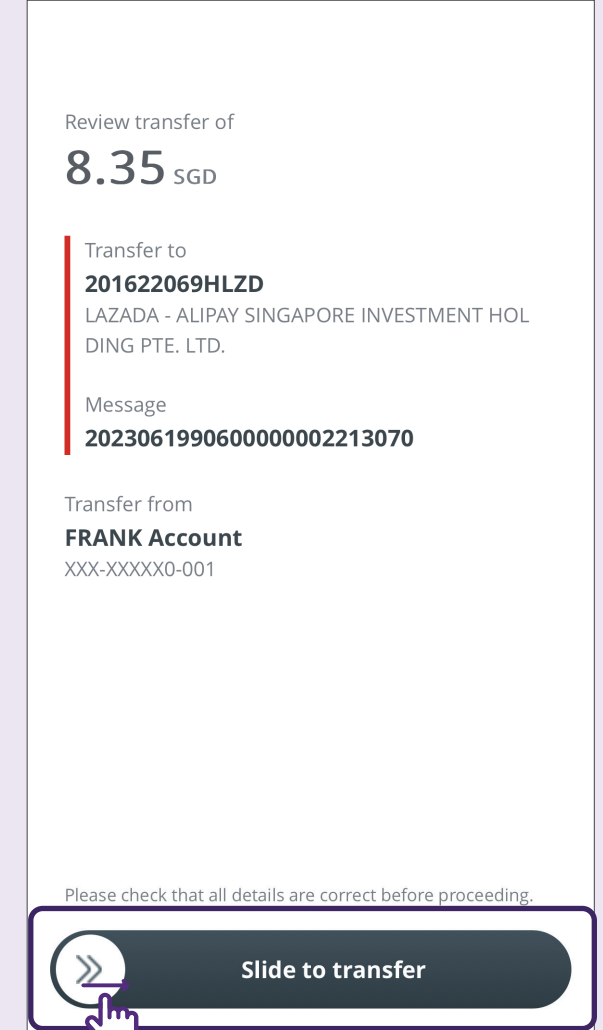 Review transfer of
8.35 SGD
Transfer to
201622069HLZD
LAZADA - ALIPAY SINGAPORE INVESTMENT HOL
DING PTE. LTD.
Message
2023061990600000002213070
Transfer from
FRANK Account
XXX-XXXXX0-001
Please check that all details are correct before proceeding.
Slide to transfer